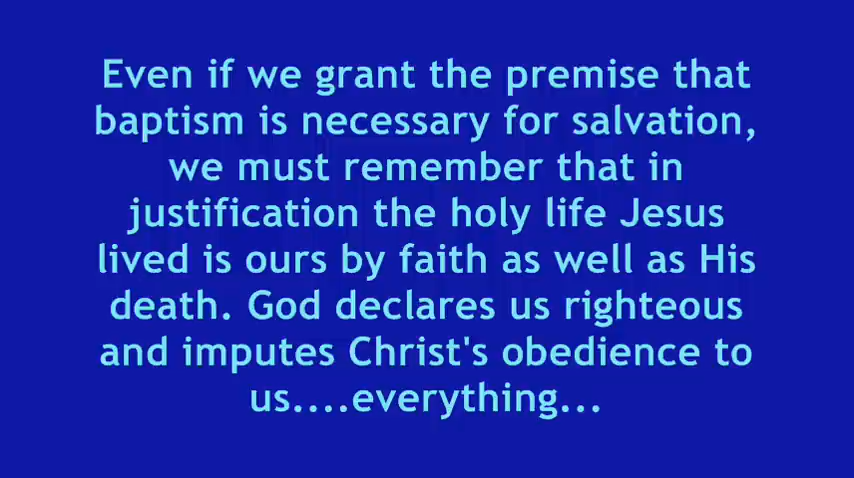 Even if we grant the premise that
baptism is necessary for salvation,
we must remember that in
justification the holy life Jesus
lived is ours by faith as well as His
death. God declares us righteous
and imputes Christ's obedience to
us....everything...